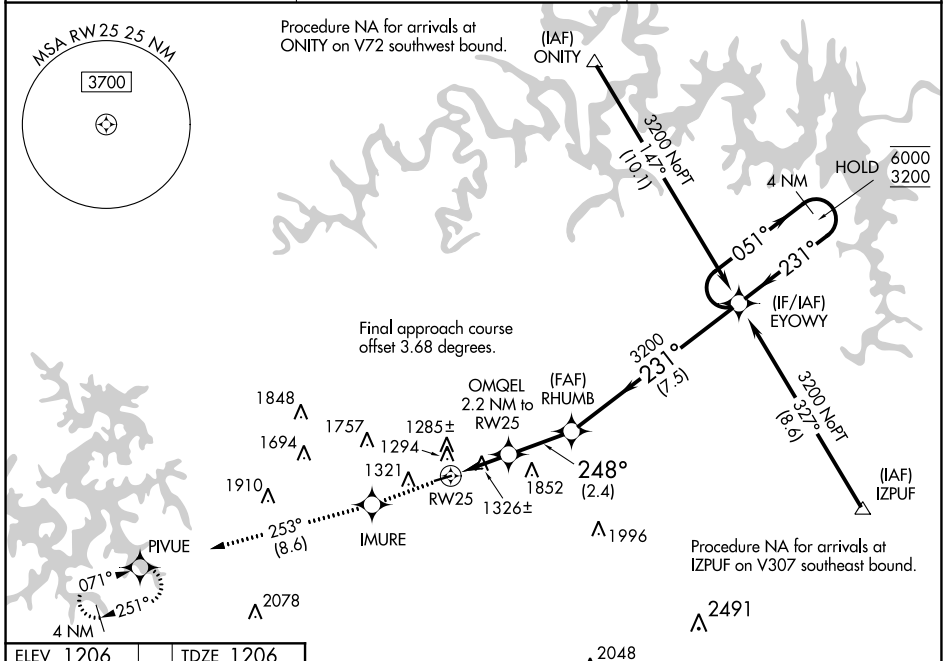 MSA RW25 25 NM
3700
Procedure NA for arrivals at
ONITY on V72 southwest bound.
(IAF)
ONITY
3200 NoPT
147°
(10.1)
HOLD
6000
3200
4 NM
051°
231°
(IF/IAF)
EYOWY
Final approach course
offset 3.68 degrees.
3200
231°
(7.5)
(FAF)
RHUMB
OMQEL
2.2 NM to
RW25
3200 NoPT
327°
(8.6)
(IAF)
IZPUF
1848
1757
1285±
1694
1294
1321
1910
RW25
1326±
1852
248°
(2.4)
1996
IMURE
253°
(8.6)
PIVUE
071°
251°
4 NM
2078
Procedure NA for arrivals at
IZPUF on V307 southeast bound.
2491
2048
ELEV 1206
TDZE 1206